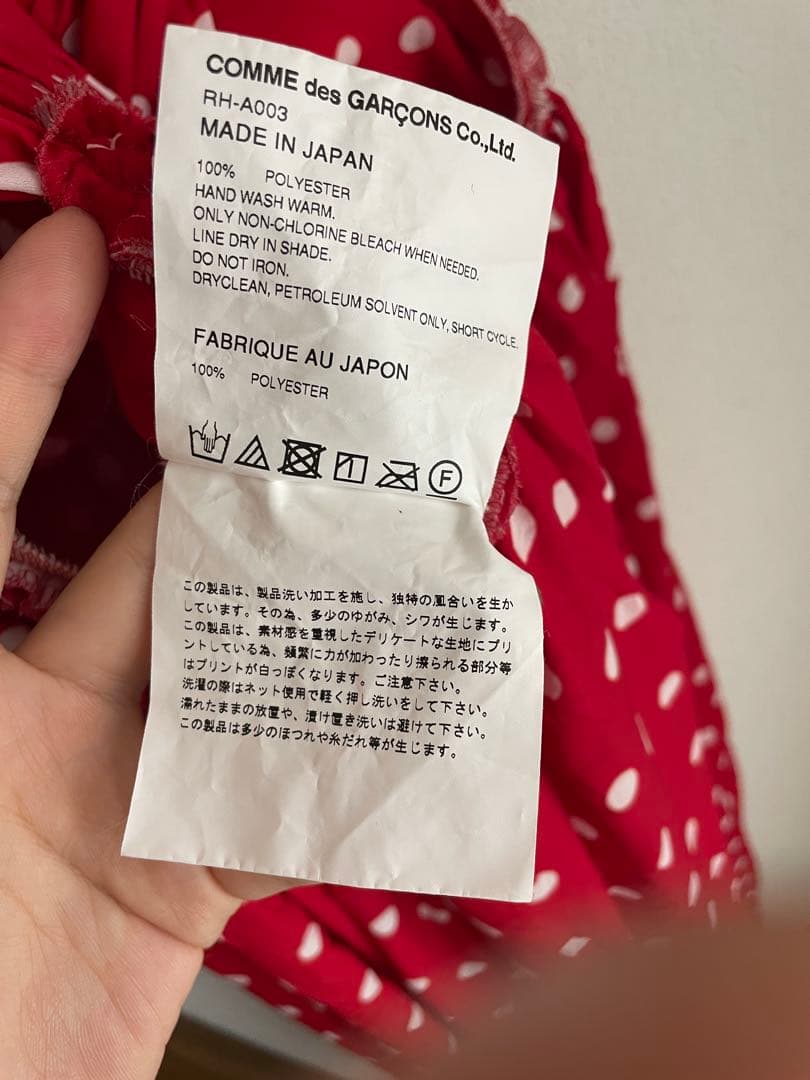 COMME des GARÇONS Co.,Ltd.
RH-A003
MADE IN JAPAN
100% POLYESTER
HAND WASH WARM.
ONLY NON-CHLORINE BLEACH WHEN NEEDED.
LINE DRY IN SHADE.
DO NOT IRON.
DRYCLEAN, PETROLEUM SOLVENT ONLY, SHORT CYCLE.
FABRIQUE AU JAPON
100% POLYESTER
F
この製品は、製品洗い加工を施し、独特の風合いを生か
しています。その為、多少のゆがみ、シワが生じます。
この製品は、素材感を重視したデリケートな生地にプリ
ントしている為、頻繁に力が加わったり擦られる部分等
はプリントが白っぽくなります。ご注意下さい。
洗濯の際はネット使用で軽く押し洗いをして下さい。
濡れたままの放置や、漬け置き洗いは避けて下さい。
この製品は多少のほつれや糸だれ等が生じます。